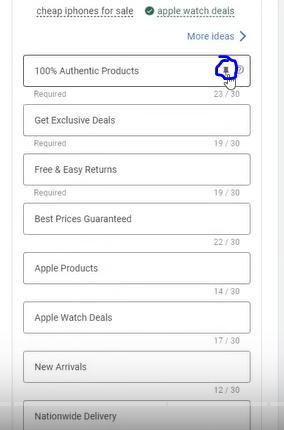 cheap iphones for sale apple watch deals
More ideas
100% Authentic Products
Required 23 / 30
Get Exclusive Deals
Required 19 / 30
Free & Easy Returns
Required 19 / 30
Best Prices Guaranteed
22 / 30
Apple Products
14 / 30
Apple Watch Deals
17 / 30
New Arrivals
12 / 30
Nationwide Delivery